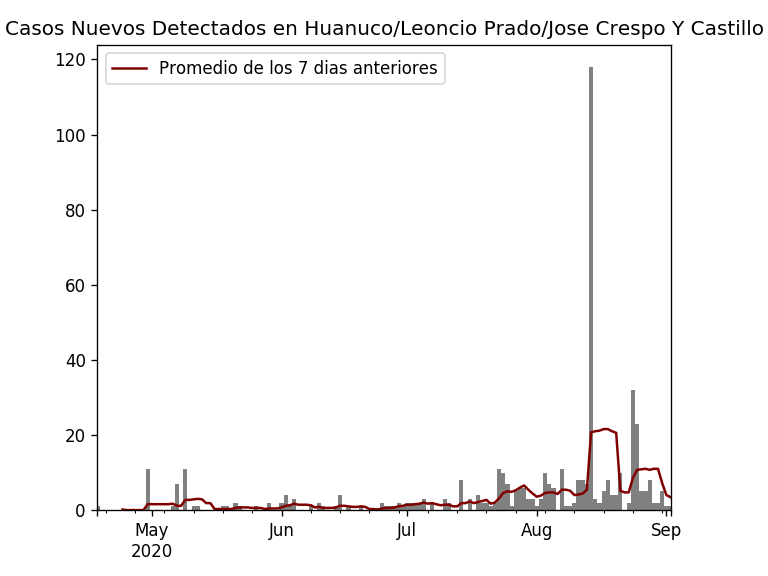 Casos Nuevos Detectados en Huanuco/Leoncio Prado/Jose Crespo Y Castillo
Promedio de los 7 dias anteriores
120
100
80
60
40
20
0
May Jun Jul Aug Sep
2020